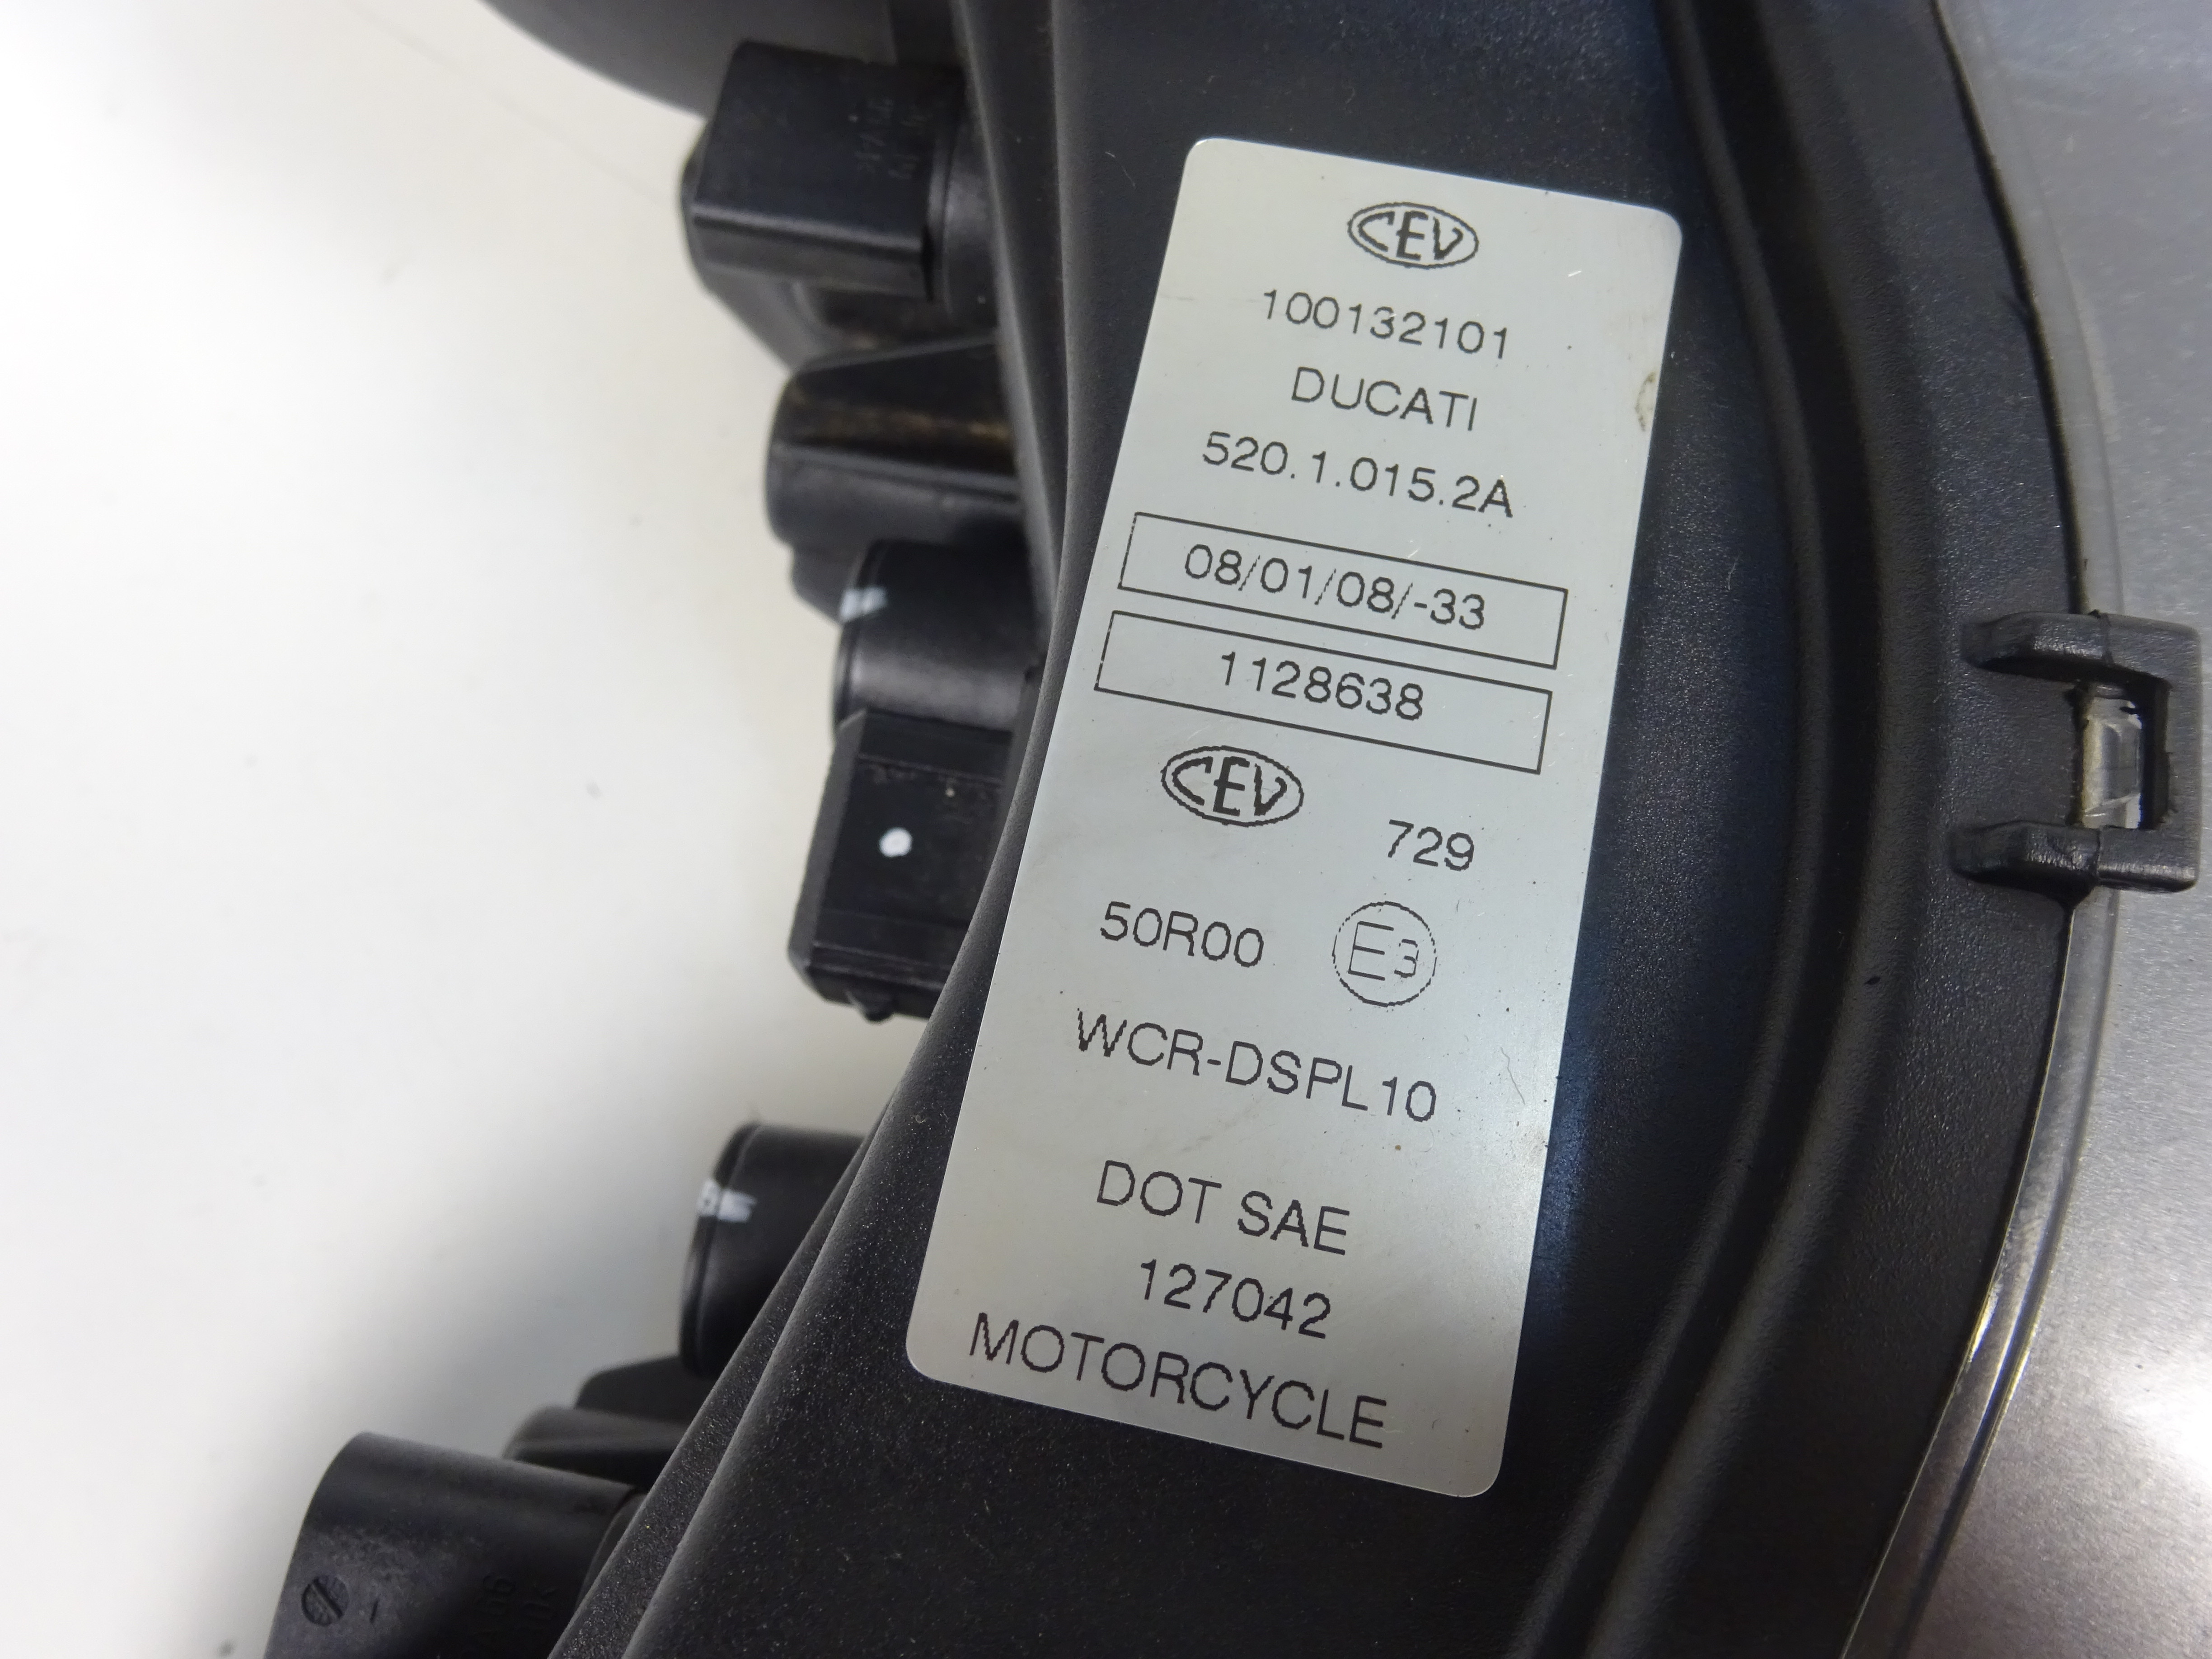 CEV
100132101
DUCATI
520.1.015.2A
08/01/08/-33
1128638
CEV 729
50R00 E3
WCR-DSPL10
DOT SAE
127042
MOTORCYCLE